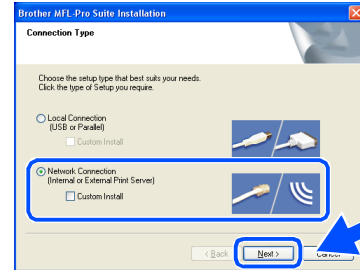 Brother MFL-Pro Suite Installation
Connection Type
Choose the setup type that best suits your needs.
Click the type of Setup you require.
Local Connection
(USB or Parallel)
Custom Install
Network Connection
(Internal or External Print Server)
Custom Install
< Back
Next >